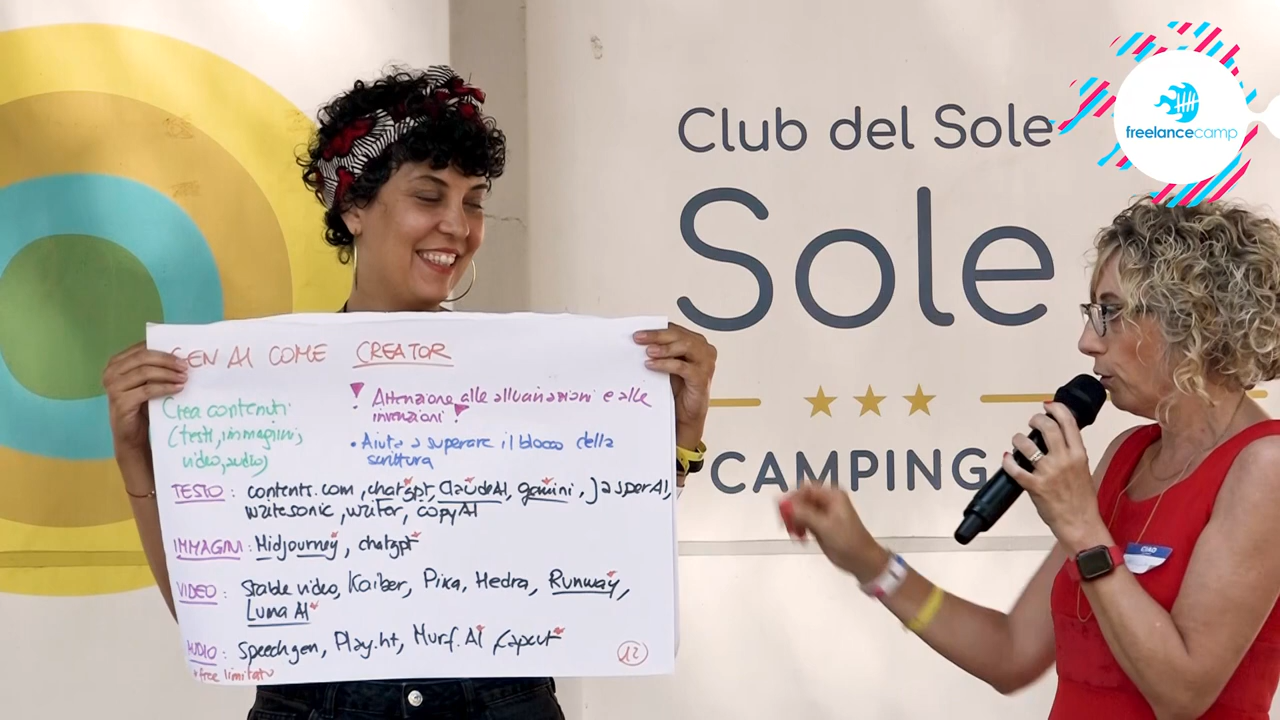 freelancecamp
Club del Sole
Sole
CAMPING
GEN AI COME CREATOR
Crea contenuti
(testi, immagini,
video, audio)
! Attenzione alle allucinazioni e alle
invenzioni!
• Aiuta a superare il blocco della
scrittura
TESTO: contents.com, chatgpt, ClaudeAI, gemini, JasperAI,
writesonic, writer, copyAI
IMMAGINI: Midjourney, chatgpt*
VIDEO: Stable video, Kaiber, Pika, Hedra, Runway,
Luma AI*
AUDIO: Speechgen, Play.ht, Murf.AI capcut*
*free limitato
12
CIAO